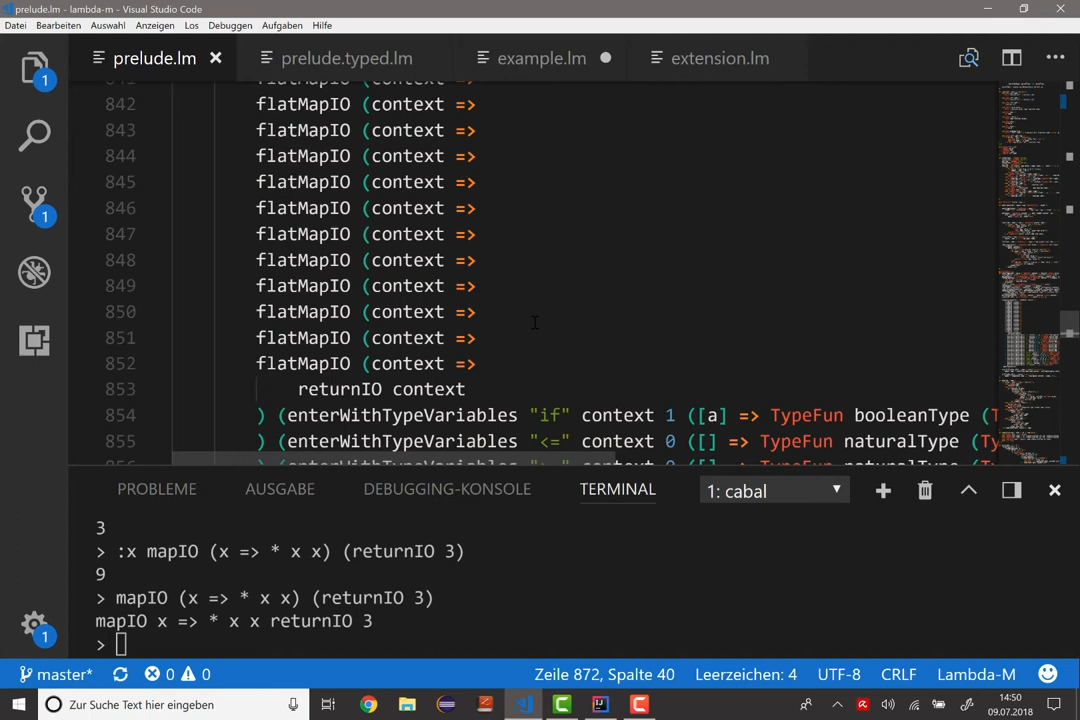 prelude.lm - lambda-m - Visual Studio Code
Datei Bearbeiten Auswahl Anzeigen Los Debuggen Aufgaben Hilfe
prelude.lm prelude.typed.lm example.lm extension.lm
842 flatMapIO (context =>
843 flatMapIO (context =>
844 flatMapIO (context =>
845 flatMapIO (context =>
846 flatMapIO (context =>
847 flatMapIO (context =>
848 flatMapIO (context =>
849 flatMapIO (context =>
850 flatMapIO (context =>
851 flatMapIO (context =>
852 flatMapIO (context =>
853 returnIO context
854 ) (enterWithTypeVariables "if" context 1 ([a] => TypeFun booleanType (T
855 ) (enterWithTypeVariables "<=" context 0 ([] => TypeFun naturalType (Ty
PROBLEME AUSGABE DEBUGGING-KONSOLE TERMINAL 1: cabal
3
> :x mapIO (x => * x x) (returnIO 3)
9
> mapIO (x => * x x) (returnIO 3)
mapIO x => * x x returnIO 3
>
1
1
1
master* 0 0 Zeile 872, Spalte 40 Leerzeichen: 4 UTF-8 CRLF Lambda-M
Zur Suche Text hier eingeben
14:50
09.07.2018